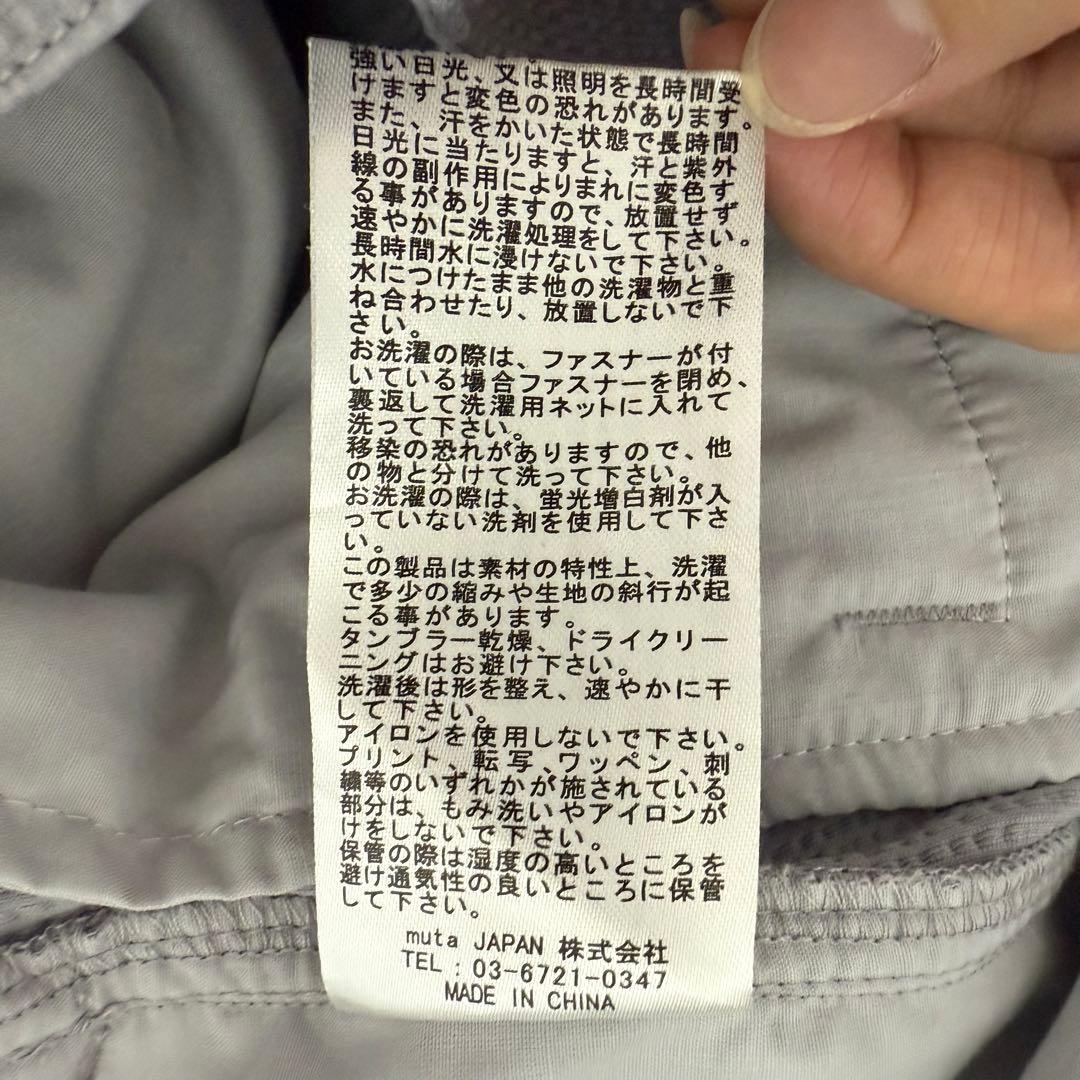 強い日光、又は照明を長時間受
けますと変色の恐れがあります。
また、汗をかいた状態で長時間
日光に当たりますと、汗と紫外
線の副作用によりまれに変色す
る事がありますので、放置せず
速やかに洗濯処理をして下さい。
長時間水に浸けないで下さい。
水につけたまま他の洗濯物と重
ね合わせたり、放置しないで下
さい。
お洗濯の際は、ファスナーが付
いている場合ファスナーを閉め、
裏返して洗濯用ネットに入れて
洗って下さい。
移染の恐れがありますので、他
の物と分けて洗って下さい。
お洗濯の際は、蛍光増白剤が入
っていない洗剤を使用して下さ
い。
この製品は素材の特性上、洗濯
で多少の縮みや生地の斜行が起
こる事があります。
タンブラー乾燥、ドライクリー
ニングはお避け下さい。
洗濯後は形を整え、速やかに干
して下さい。
アイロンを使用しないで下さい。
プリント、転写、ワッペン、刺
繍等のいずれかが施されている
部分は、もみ洗いやアイロンが
けをしないで下さい。
保管の際は湿度の高いところを
避け通気性の良いところに保管
して下さい。
muta JAPAN 株式会社
TEL : 03-6721-0347
MADE IN CHINA